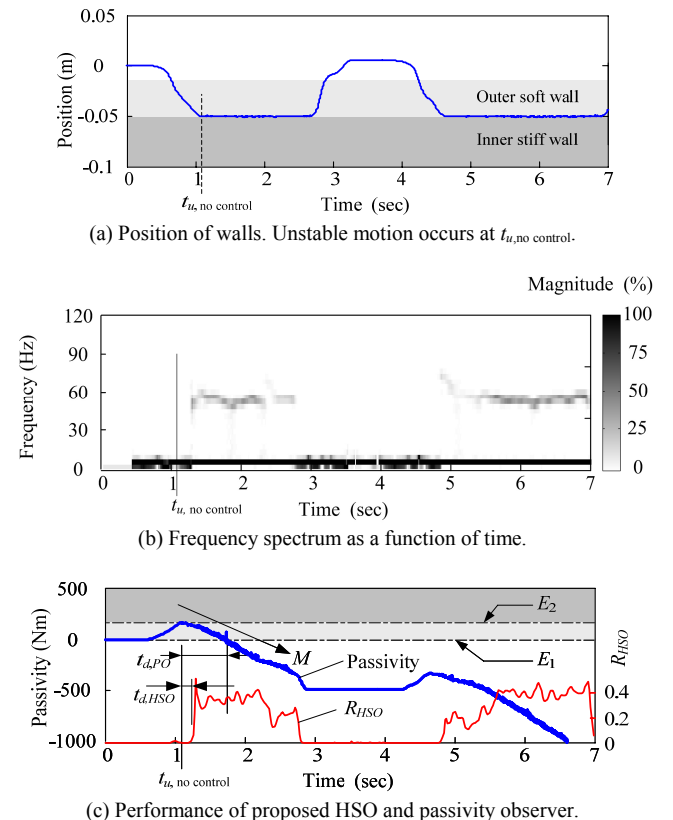 0.05
0
-0.05
-0.1
Position (m)
Outer soft wall
Inner stiff wall
0 1 2 3 4 5 6 7
tu, no control
Time (sec)
(a) Position of walls. Unstable motion occurs at tu,no control.
Magnitude (%)
120
90
60
30
0
Frequency (Hz)
100
75
50
25
0
0 1 2 3 4 5 6 7
tu, no control
Time (sec)
(b) Frequency spectrum as a function of time.
500
0
-500
-1000
Passivity (Nm)
E2
E1
td,PO
M
Passivity
td,HSO
RHSO
RHSO
0.4
0.2
0
0 1 2 3 4 5 6 7
tu, no control
Time (sec)
(c) Performance of proposed HSO and passivity observer.